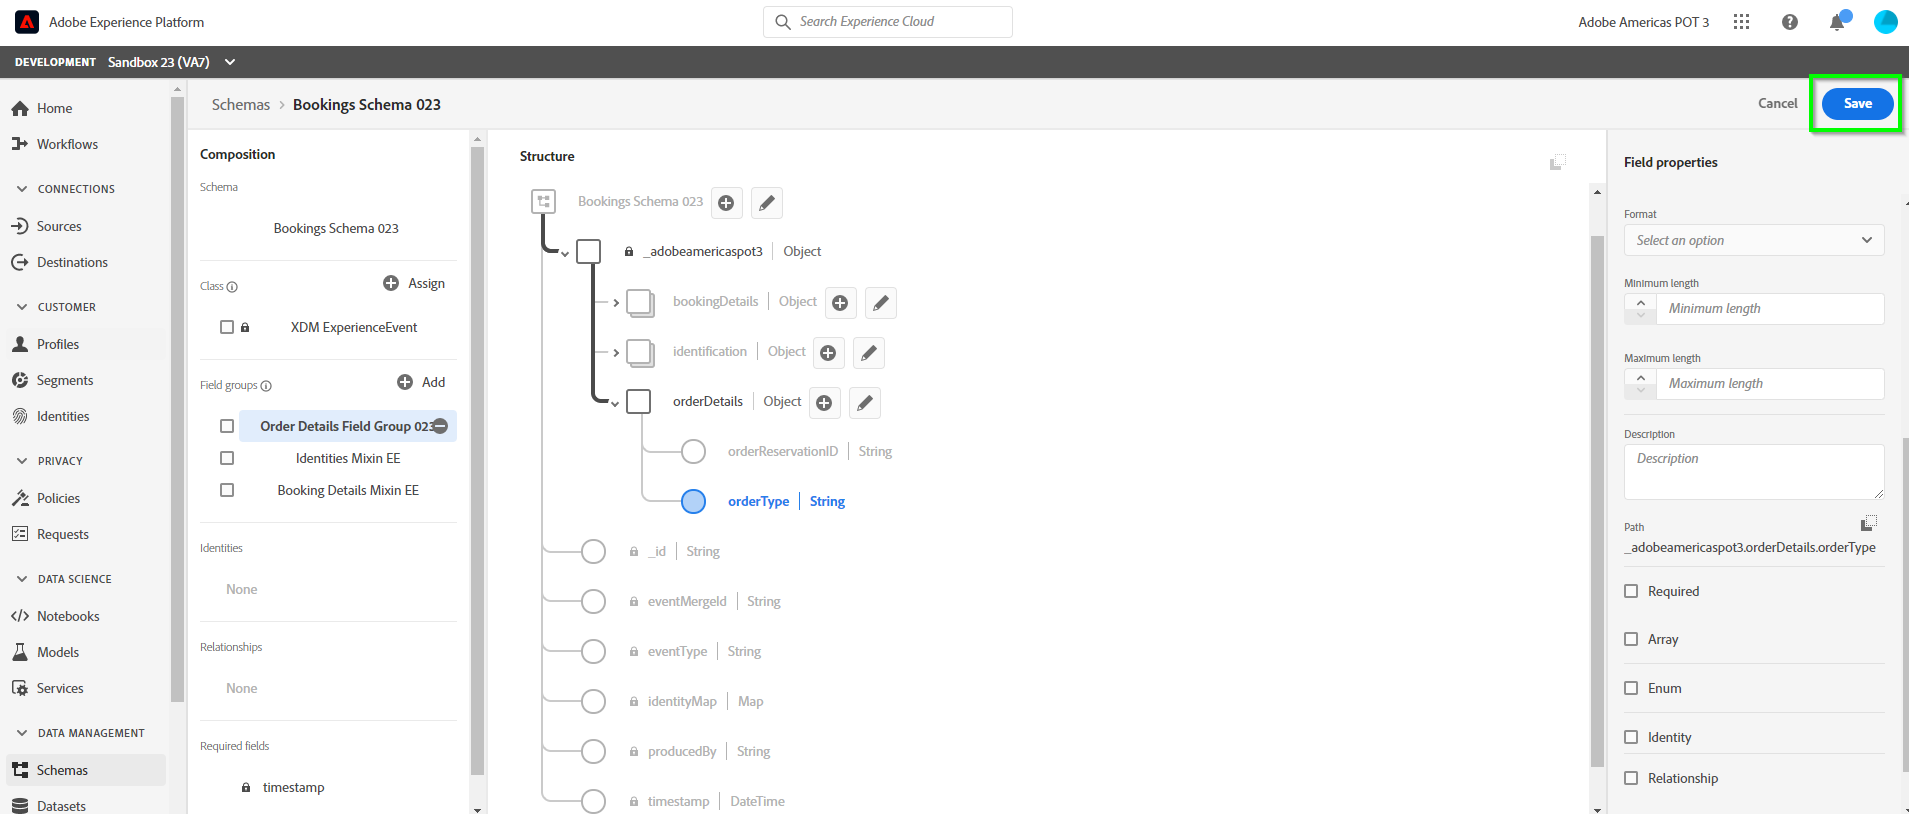 Adobe Experience Platform
Search Experience Cloud
Adobe Americas POT 3
DEVELOPMENT Sandbox 23 (VA7)
Home
Workflows
CONNECTIONS
Sources
Destinations
CUSTOMER
Profiles
Segments
Identities
PRIVACY
Policies
Requests
DATA SCIENCE
Notebooks
Models
Services
DATA MANAGEMENT
Schemas
Datasets
Schemas > Bookings Schema 023
Cancel
Save
Composition
Schema
Bookings Schema 023
Class
Assign
XDM ExperienceEvent
Field groups
Add
Order Details Field Group 023
Identities Mixin EE
Booking Details Mixin EE
Identities
None
Relationships
None
Required fields
timestamp
Structure
Bookings Schema 023
_adobeamericaspot3 | Object
bookingDetails | Object
identification | Object
orderDetails | Object
orderReservationID | String
orderType | String
_id | String
eventMergeId | String
eventType | String
identityMap | Map
producedBy | String
timestamp | DateTime
Field properties
Format
Select an option
Minimum length
Minimum length
Maximum length
Maximum length
Description
Description
Path
_adobeamericaspot3.orderDetails.orderType
Required
Array
Enum
Identity
Relationship